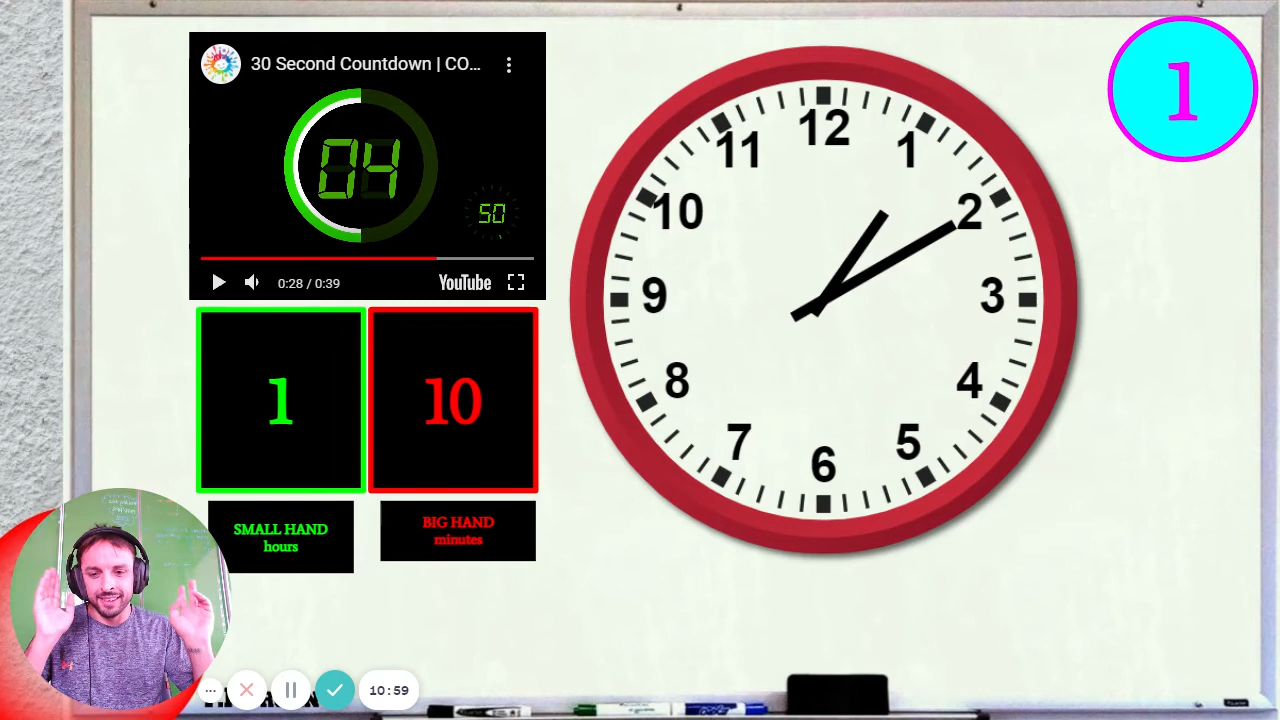 30 Second Countdown | CO...
04
50
0:28 / 0:39
YouTube
1
10
SMALL HAND
hours
BIG HAND
minutes
12
1
2
3
4
5
6
7
8
9
10
11
1
10:59